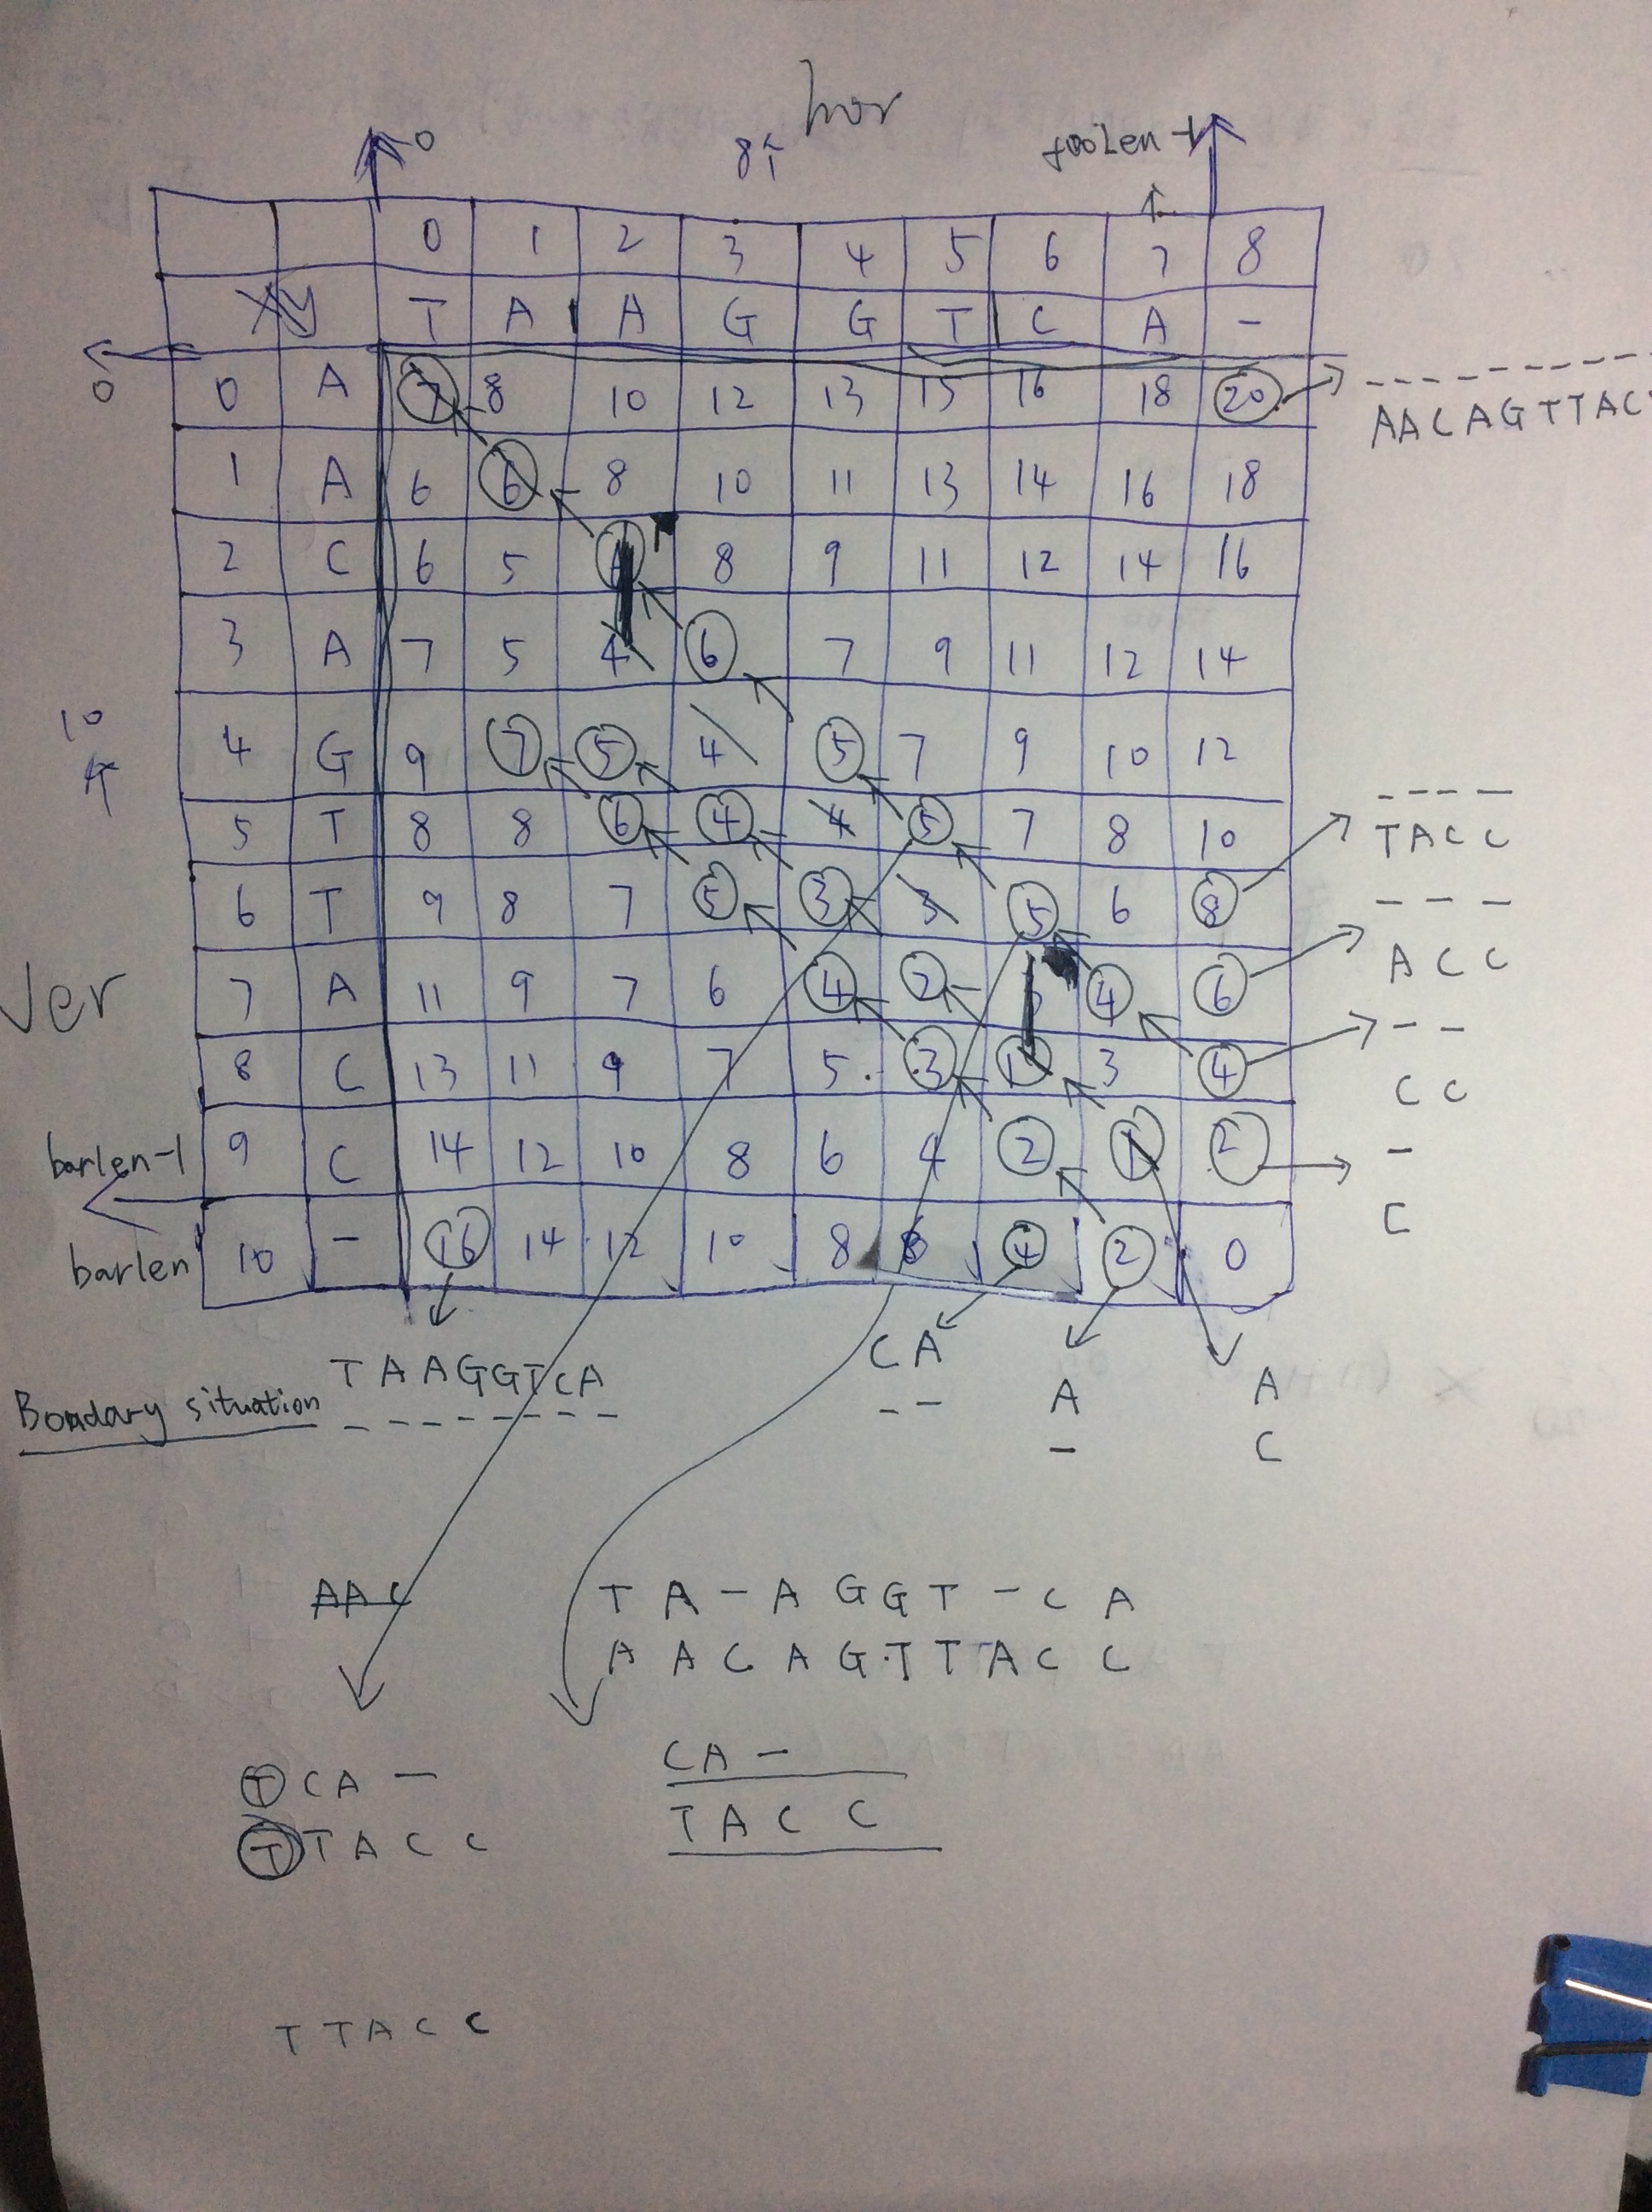 hor
0 8↑ foolen-1
0 1 2 3 4 5 6 7 8
T A A G G T C A -
0 0 A 7 8 10 12 13 15 16 18 20 ----------
AACAGTTAC
1 A 6 6 8 10 11 13 14 16 18
2 C 6 5 8 9 11 12 14 16
3 A 7 5 4 6 7 9 11 12 14
10 4 G 9 7 5 4 5 7 9 10 12
5 T 8 8 6 4 4 5 7 8 10 ----
TACC
6 T 9 8 7 5 3 3 5 6 8 ---
ACC
Ver 7 A 11 9 7 6 4 2 4 6 --
8 C 13 11 9 7 5 3 1 3 4 CC
barlen-1 9 C 14 12 10 8 6 4 2 1 2 -
C
barlen 10 - 16 14 12 10 8 6 4 2 0
TAAGGTCA CA A A
Boundary situation -------- -- - C
AAC TA-AGGT-CA
AACAGTTACC
TCA- CA-
TTACC TACC
TTACC